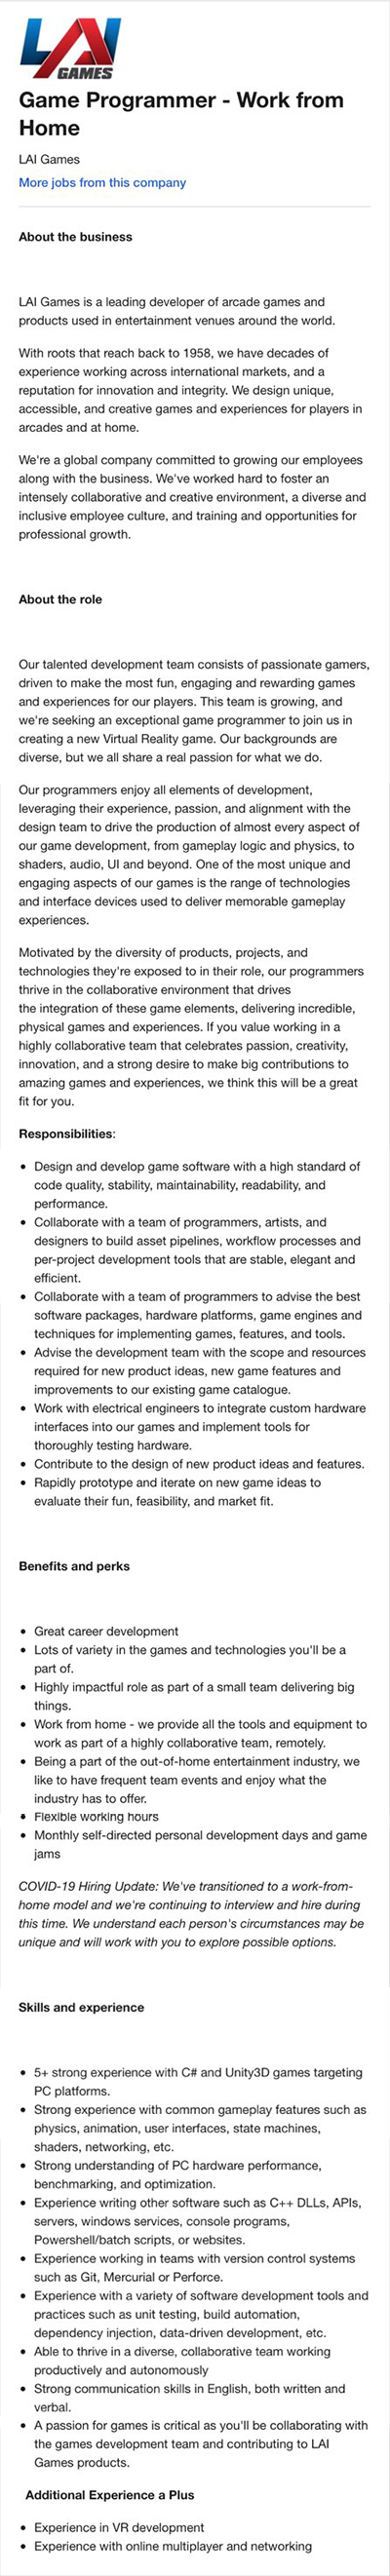 LAI
GAMES
Game Programmer - Work from
Home
LAI Games
More jobs from this company
About the business
LAI Games is a leading developer of arcade games and
products used in entertainment venues around the world.
With roots that reach back to 1958, we have decades of
experience working across international markets, and a
reputation for innovation and integrity. We design unique,
accessible, and creative games and experiences for players in
arcades and at home.
We're a global company committed to growing our employees
along with the business. We've worked hard to foster an
intensely collaborative and creative environment, a diverse and
inclusive employee culture, and training and opportunities for
professional growth.
About the role
Our talented development team consists of passionate gamers,
driven to make the most fun, engaging and rewarding games
and experiences for our players. This team is growing, and
we're seeking an exceptional game programmer to join us in
creating a new Virtual Reality game. Our backgrounds are
diverse, but we all share a real passion for what we do.
Our programmers enjoy all elements of development,
leveraging their experience, passion, and alignment with the
design team to drive the production of almost every aspect of
our game development, from gameplay logic and physics, to
shaders, audio, UI and beyond. One of the most unique and
engaging aspects of our games is the range of technologies
and interface devices used to deliver memorable gameplay
experiences.
Motivated by the diversity of products, projects, and
technologies they're exposed to in their role, our programmers
thrive in the collaborative environment that drives
the integration of these game elements, delivering incredible,
physical games and experiences. If you value working in a
highly collaborative team that celebrates passion, creativity,
innovation, and a strong desire to make big contributions to
amazing games and experiences, we think this will be a great
fit for you.
Responsibilities:
• Design and develop game software with a high standard of
code quality, stability, maintainability, readability, and
performance.
• Collaborate with a team of programmers, artists, and
designers to build asset pipelines, workflow processes and
per-project development tools that are stable, elegant and
efficient.
• Collaborate with a team of programmers to advise the best
software packages, hardware platforms, game engines and
techniques for implementing games, features, and tools.
• Advise the development team with the scope and resources
required for new product ideas, new game features and
improvements to our existing game catalogue.
• Work with electrical engineers to integrate custom hardware
interfaces into our games and implement tools for
thoroughly testing hardware.
• Contribute to the design of new product ideas and features.
• Rapidly prototype and iterate on new game ideas to
evaluate their fun, feasibility, and market fit.
Benefits and perks
• Great career development
• Lots of variety in the games and technologies you'll be a
part of.
• Highly impactful role as part of a small team delivering big
things.
• Work from home - we provide all the tools and equipment to
work as part of a highly collaborative team, remotely.
• Being a part of the out-of-home entertainment industry, we
like to have frequent team events and enjoy what the
industry has to offer.
• Flexible working hours
• Monthly self-directed personal development days and game
jams
COVID-19 Hiring Update: We've transitioned to a work-from-
home model and we're continuing to interview and hire during
this time. We understand each person's circumstances may be
unique and will work with you to explore possible options.
Skills and experience
• 5+ strong experience with C# and Unity3D games targeting
PC platforms.
• Strong experience with common gameplay features such as
physics, animation, user interfaces, state machines,
shaders, networking, etc.
• Strong understanding of PC hardware performance,
benchmarking, and optimization.
• Experience writing other software such as C++ DLLs, APIs,
servers, windows services, console programs,
Powershell/batch scripts, or websites.
• Experience working in teams with version control systems
such as Git, Mercurial or Perforce.
• Experience with a variety of software development tools and
practices such as unit testing, build automation,
dependency injection, data-driven development, etc.
• Able to thrive in a diverse, collaborative team working
productively and autonomously
• Strong communication skills in English, both written and
verbal.
• A passion for games is critical as you'll be collaborating with
the games development team and contributing to LAI
Games products.
Additional Experience a Plus
• Experience in VR development
• Experience with online multiplayer and networking